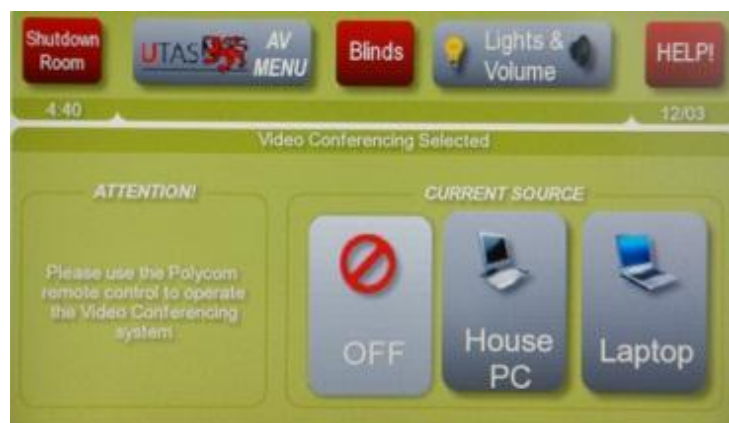 Shutdown
Room
UTAS
AV
MENU
Blinds
Lights &
Volume
HELP!
4:40
12/03
Video Conferencing Selected
ATTENTION!
Please use the Polycom
remote control to operate
the Video Conferencing
system .
CURRENT SOURCE
OFF
House
PC
Laptop